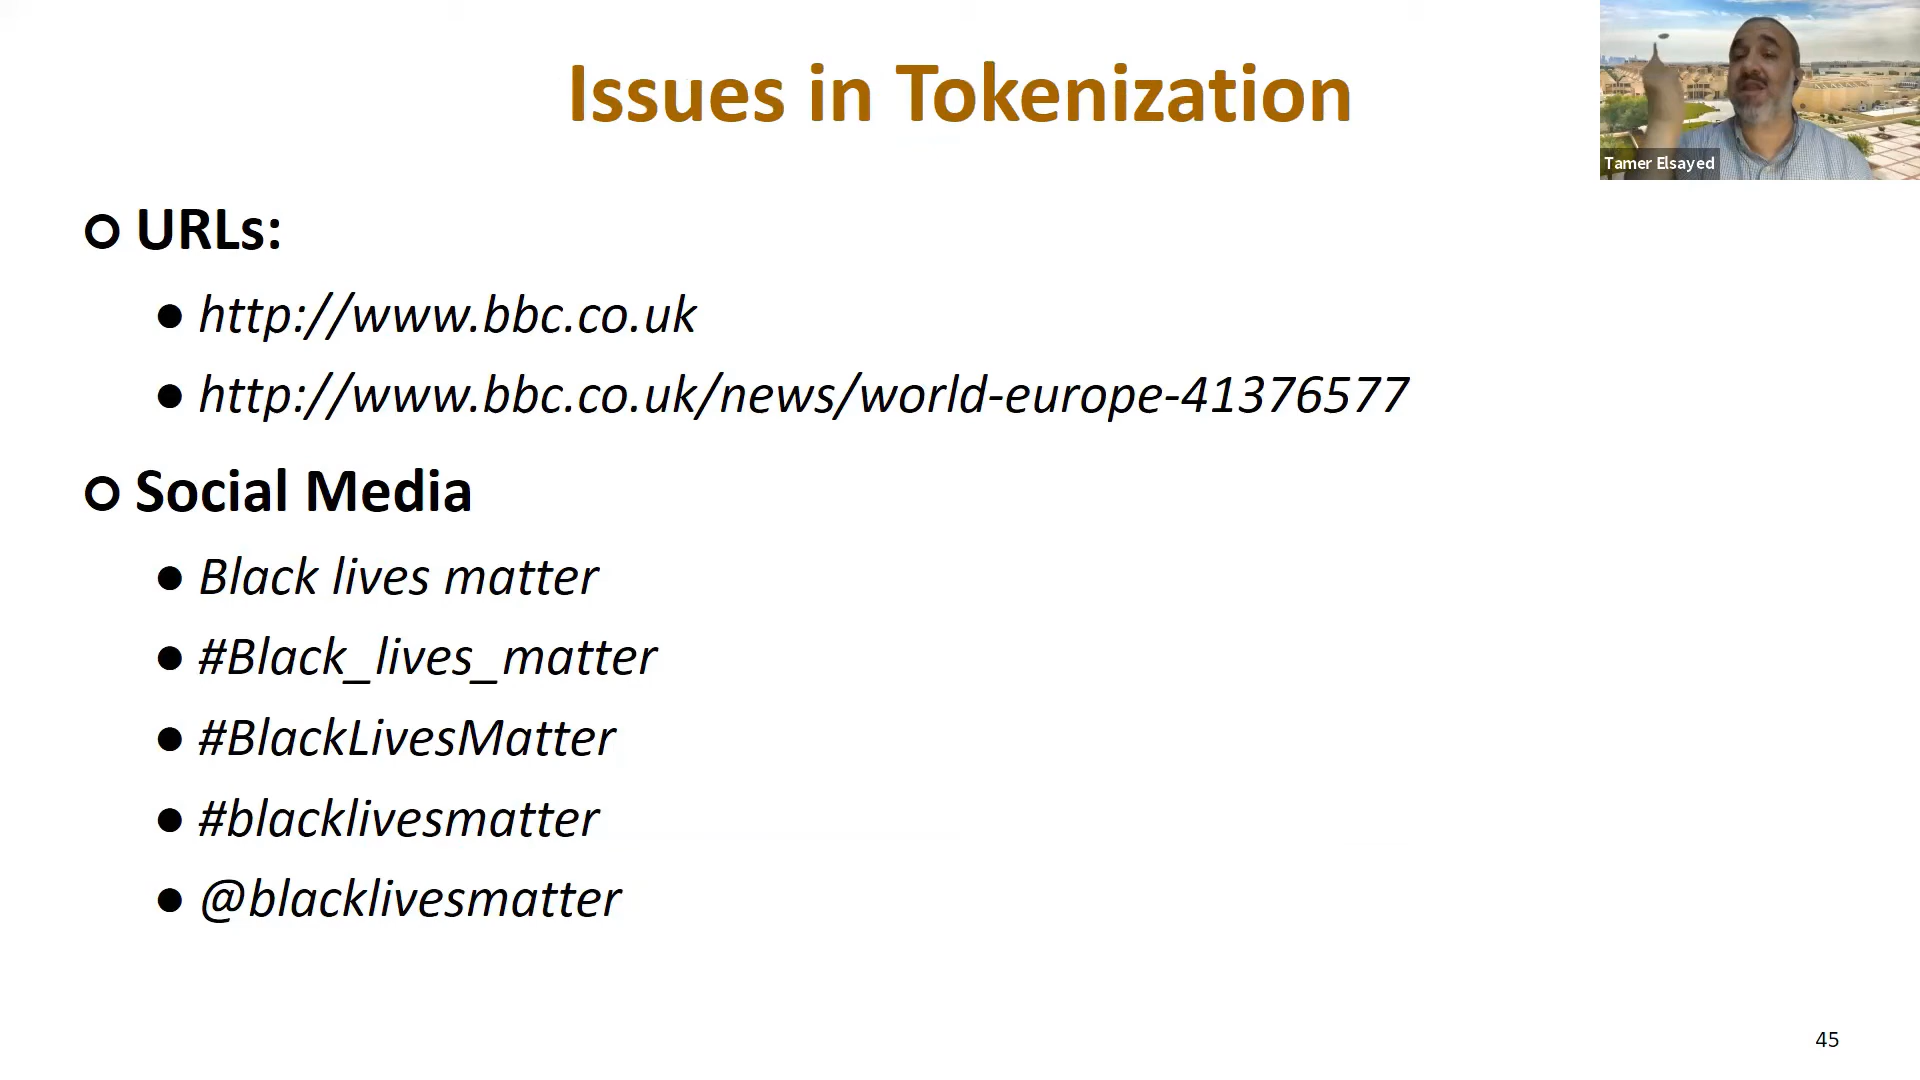 Issues in Tokenization
Tamer Elsayed
URLs:
http://www.bbc.co.uk
http://www.bbc.co.uk/news/world-europe-41376577
Social Media
Black lives matter
#Black_lives_matter
#BlackLivesMatter
#blacklivesmatter
@blacklivesmatter
45